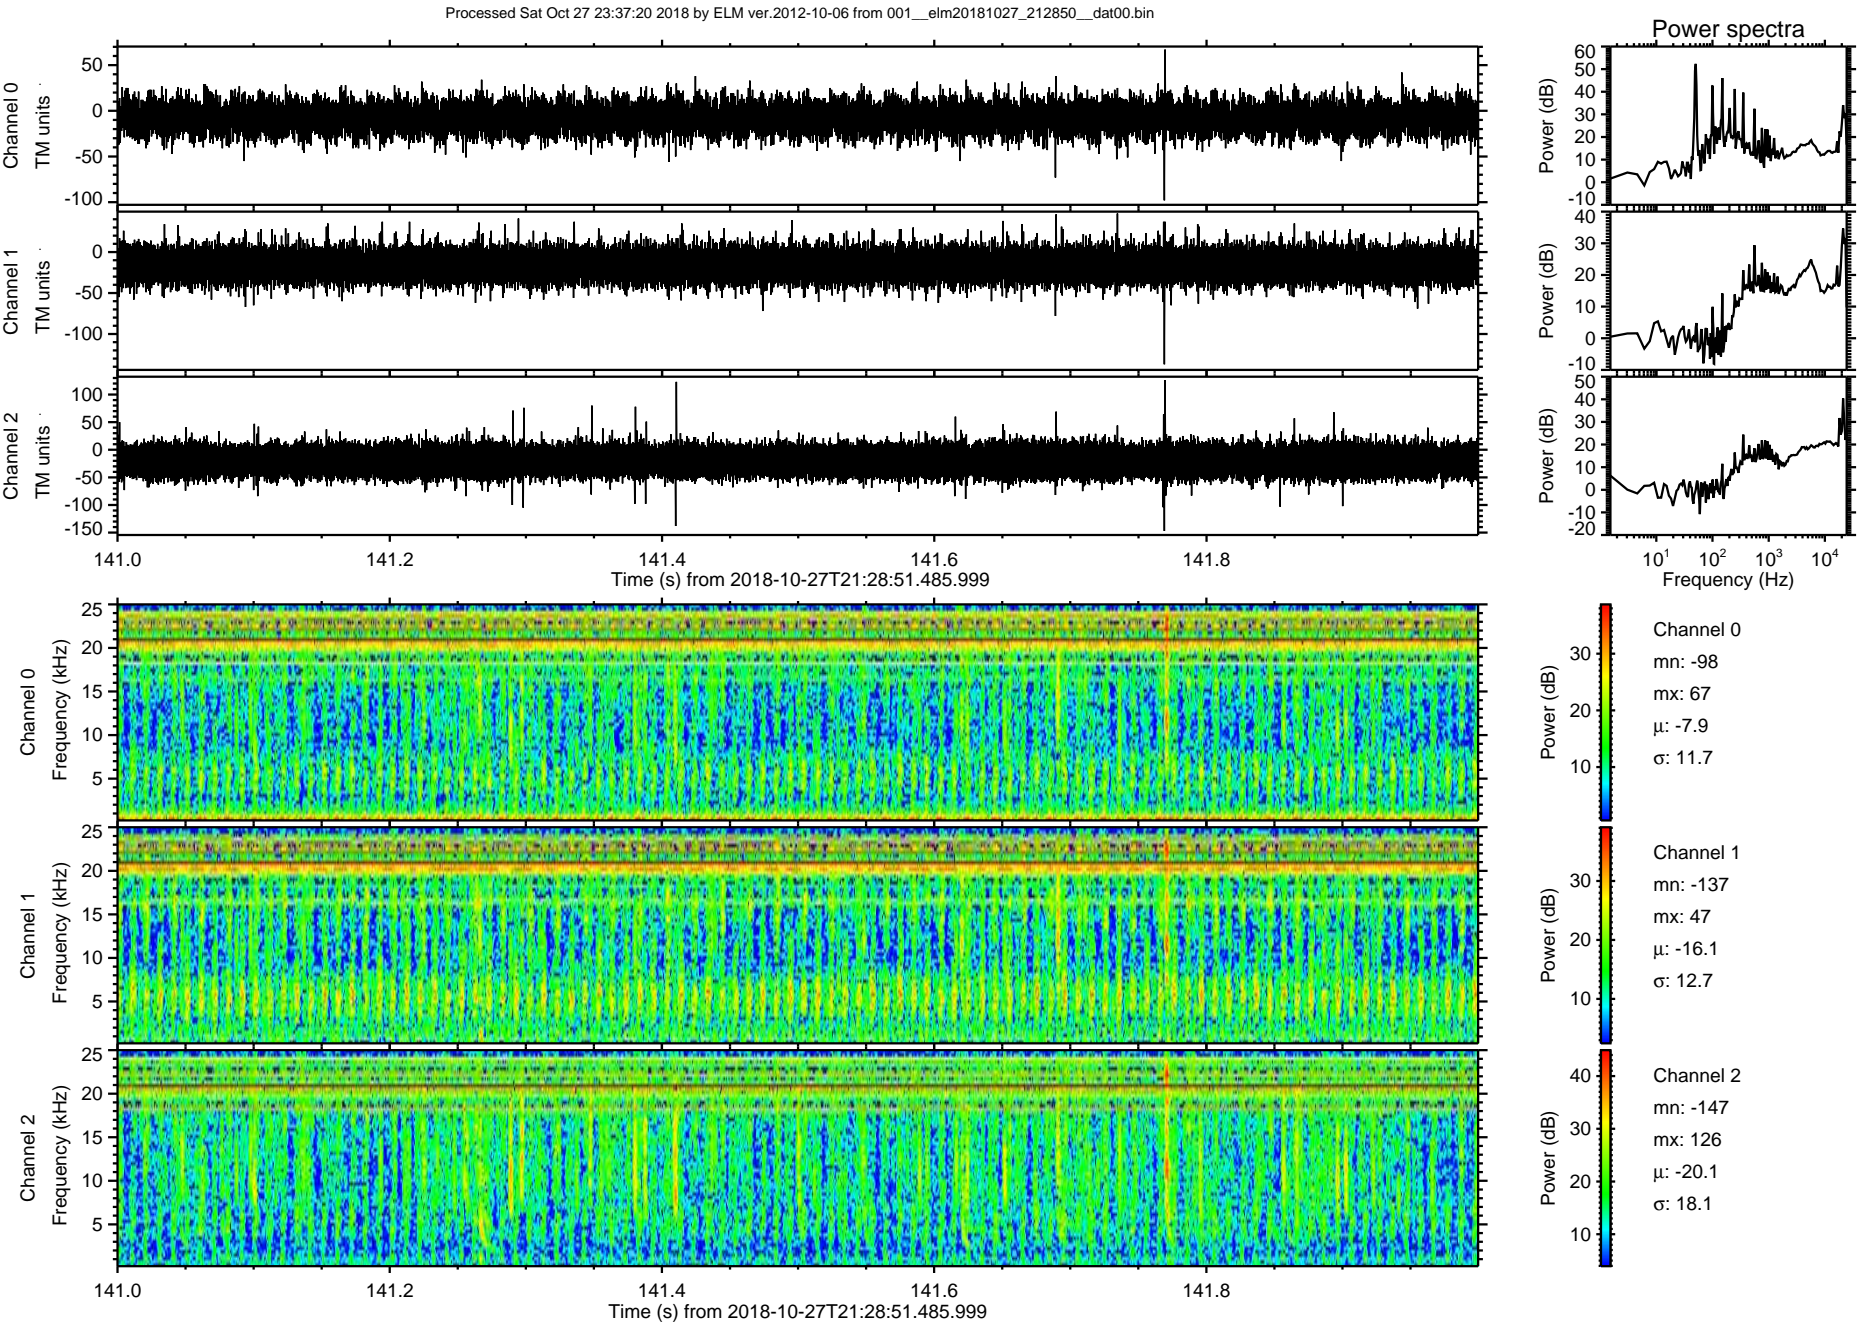 Processed Sat Oct 27 23:37:20 2018 by ELM ver.2012-10-06 from 001__elm20181027_212850__dat00.bin
Power spectra
Channel 0
TM units
50
0
-50
-100
Power (dB)
60
50
40
30
20
10
0
-10
Channel 1
TM units
0
-50
-100
Power (dB)
40
30
20
10
0
-10
Channel 2
TM units
100
50
0
-50
-100
-150
Power (dB)
50
40
30
20
10
0
-10
-20
141.0 141.2 141.4 141.6 141.8
Time (s) from 2018-10-27T21:28:51.485.999
10¹ 10² 10³ 10⁴
Frequency (Hz)
Channel 0
Frequency (kHz)
25
20
15
10
5
Power (dB)
30
20
10
Channel 0
mn: -98
mx: 67
μ: -7.9
σ: 11.7
Channel 1
Frequency (kHz)
25
20
15
10
5
Power (dB)
30
20
10
Channel 1
mn: -137
mx: 47
μ: -16.1
σ: 12.7
Channel 2
Frequency (kHz)
25
20
15
10
5
Power (dB)
40
30
20
10
Channel 2
mn: -147
mx: 126
μ: -20.1
σ: 18.1
141.0 141.2 141.4 141.6 141.8
Time (s) from 2018-10-27T21:28:51.485.999